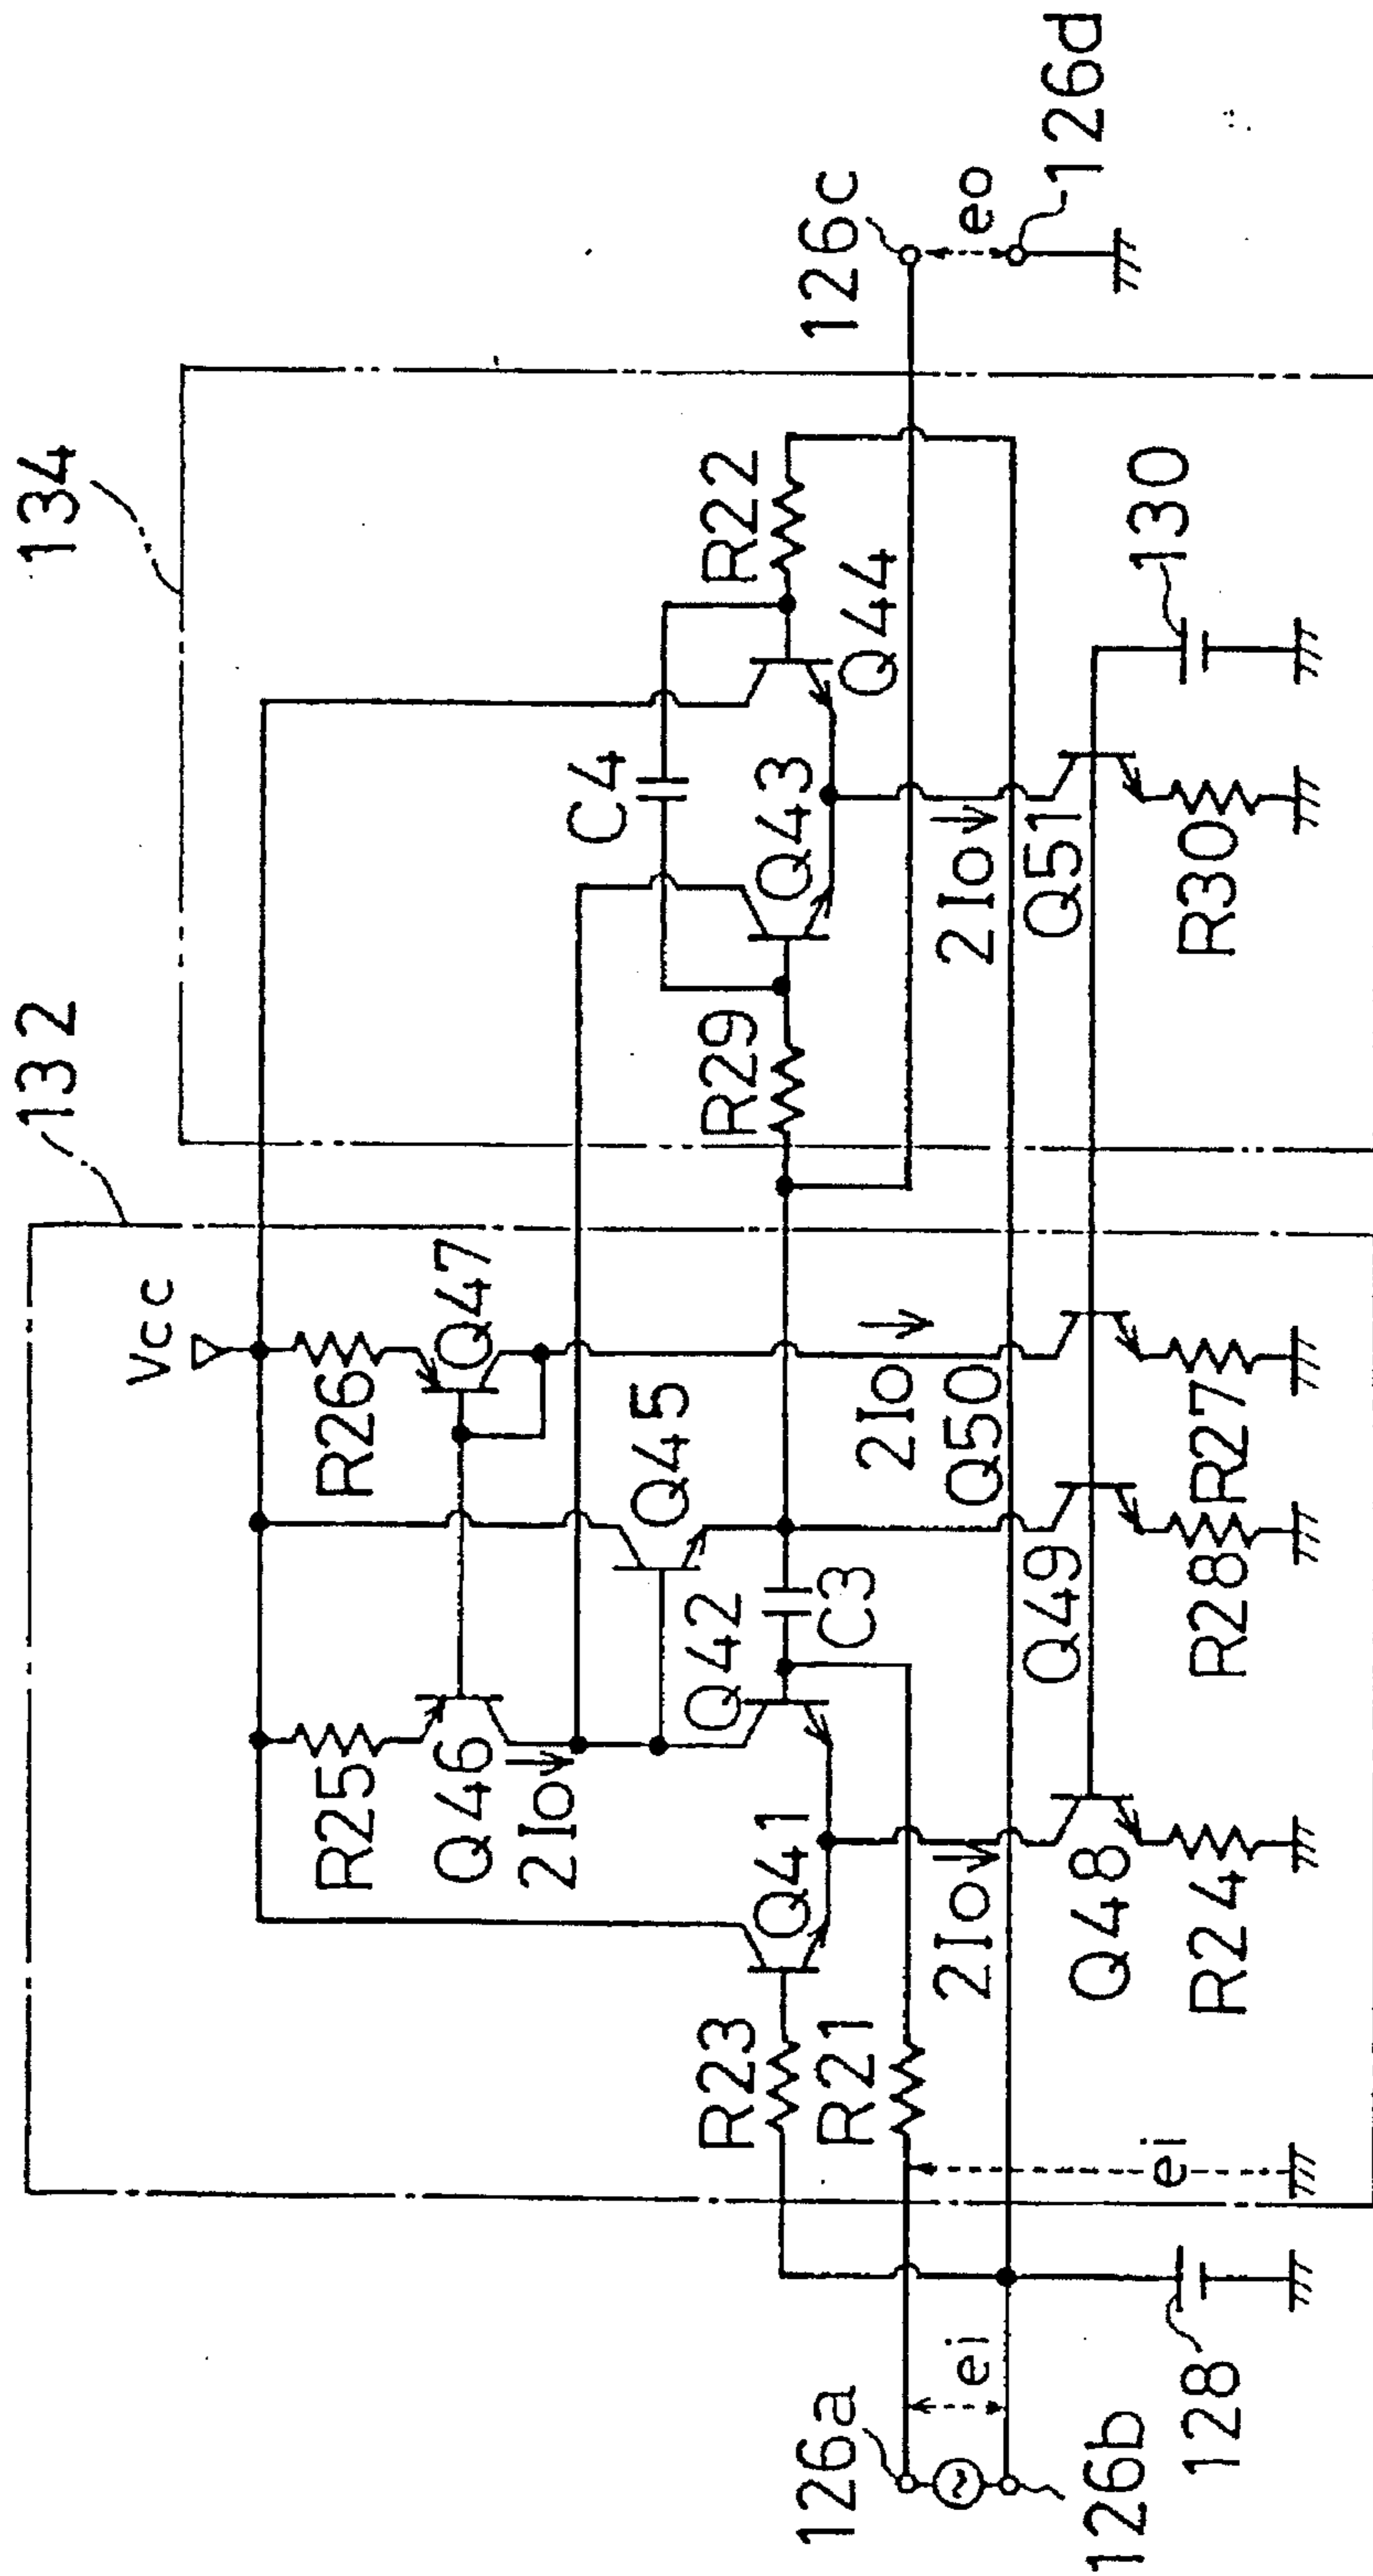 132
134
Vcc
R25
R26
Q46
Q47
2Io
Q45
C4
R23
Q41
Q42
R29
Q43
R22
126a
R21
C3
Q44
126c
ei
2Io
2Io
2Io
eo
126b
Q48
Q49
Q50
Q51
126d
128
ei
R24
R28
R27
R30
130